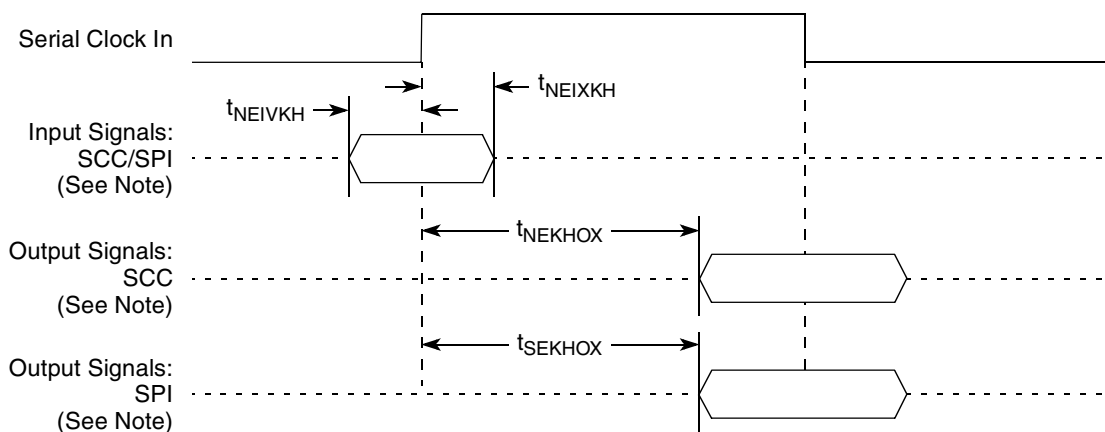 Serial Clock In
tNEIVKH
tNEIXKH
Input Signals:
SCC/SPI
(See Note)
tNEKHOX
Output Signals:
SCC
(See Note)
tSEKHOX
Output Signals:
SPI
(See Note)